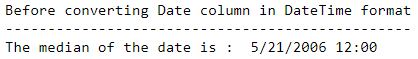 Before converting Date column in DateTime format
------------------------------------------------
The median of the date is :  5/21/2006 12:00